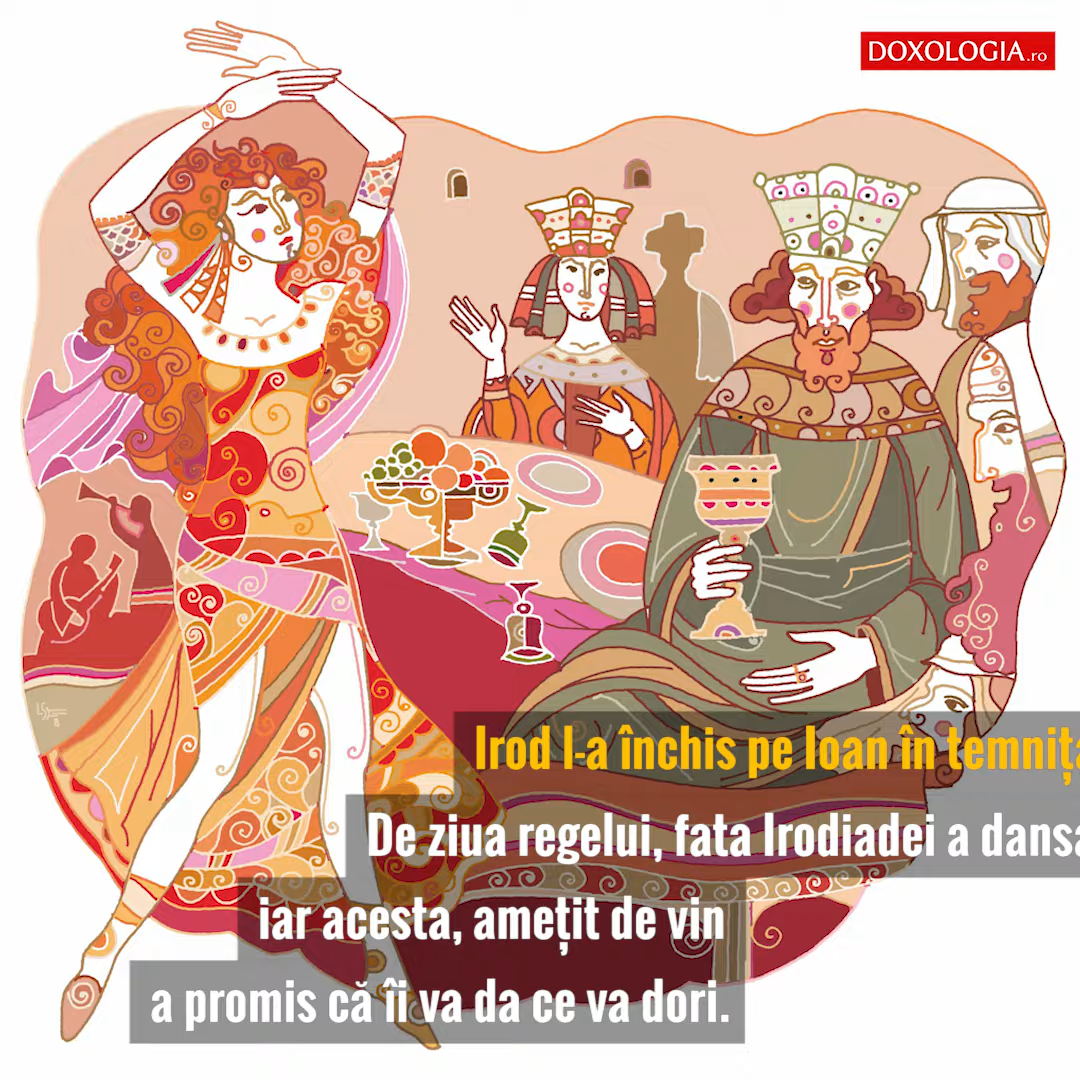 DOXOLOGIA.ro
Irod l-a închis pe Ioan în temniță
De ziua regelui, fata Irodiadei a dansa
iar acesta, amețit de vin
a promis că îi va da ce va dori.